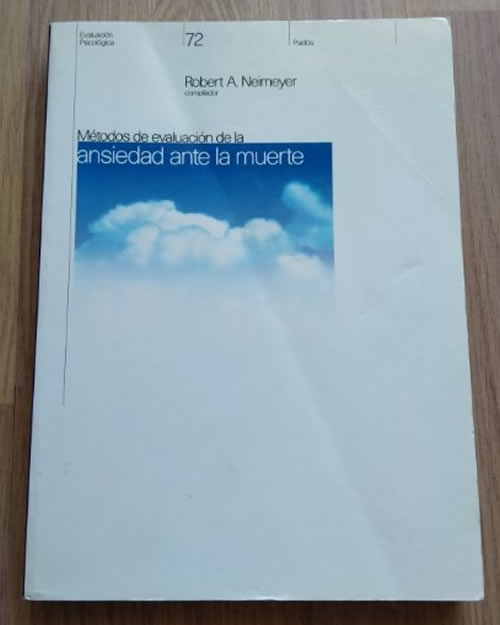 Evaluación
Psicológica
72
Paidós
Robert A. Neimeyer
compilador
Métodos de evaluación de la
ansiedad ante la muerte